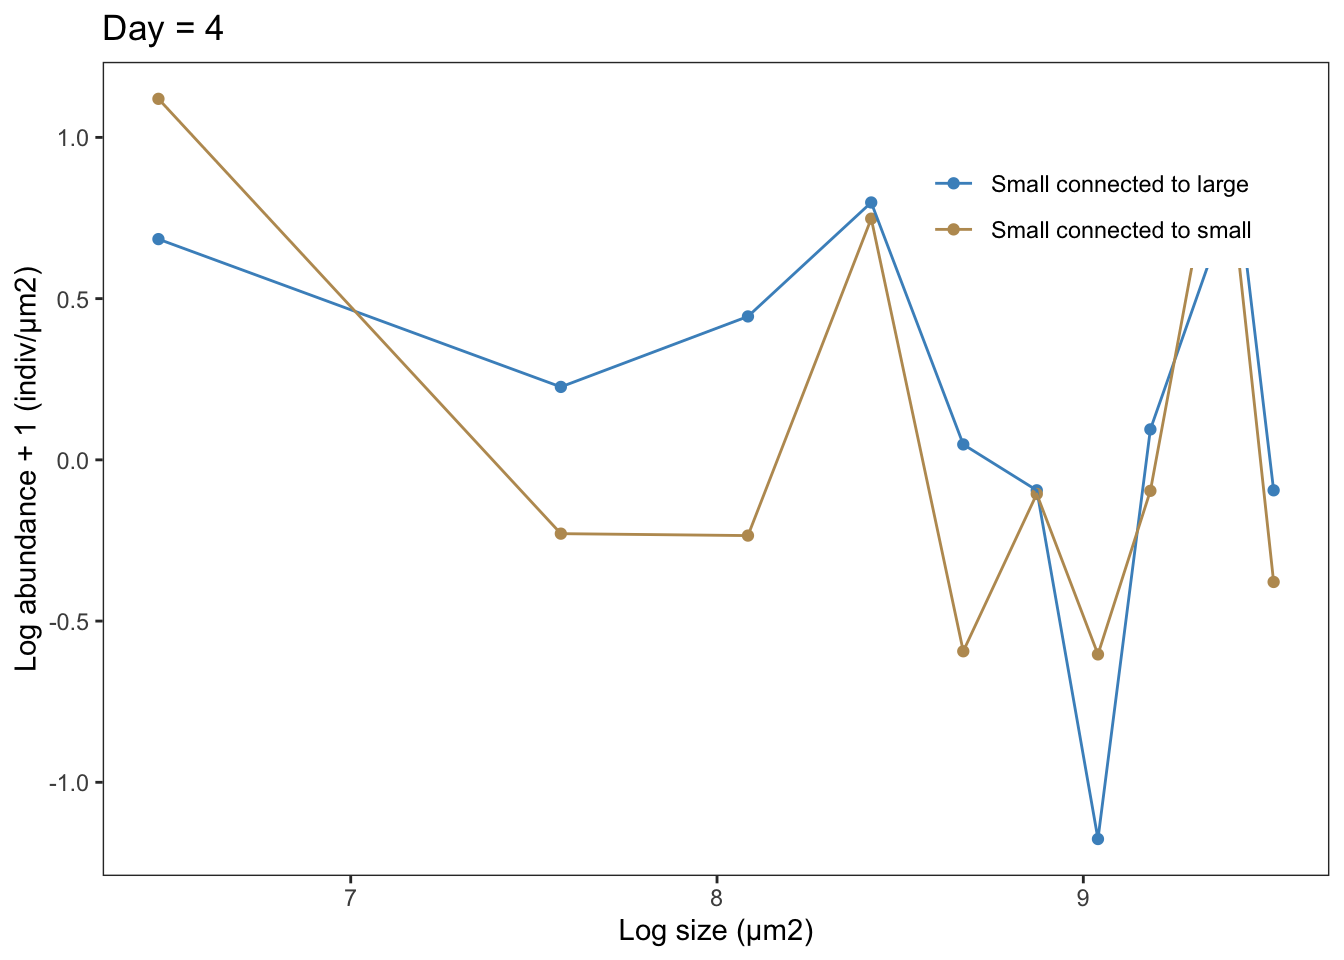 Day = 4
Log abundance + 1 (indiv/μm2)
1.0
0.5
0.0
-0.5
-1.0
Small connected to large
Small connected to small
7 8 9
Log size (μm2)